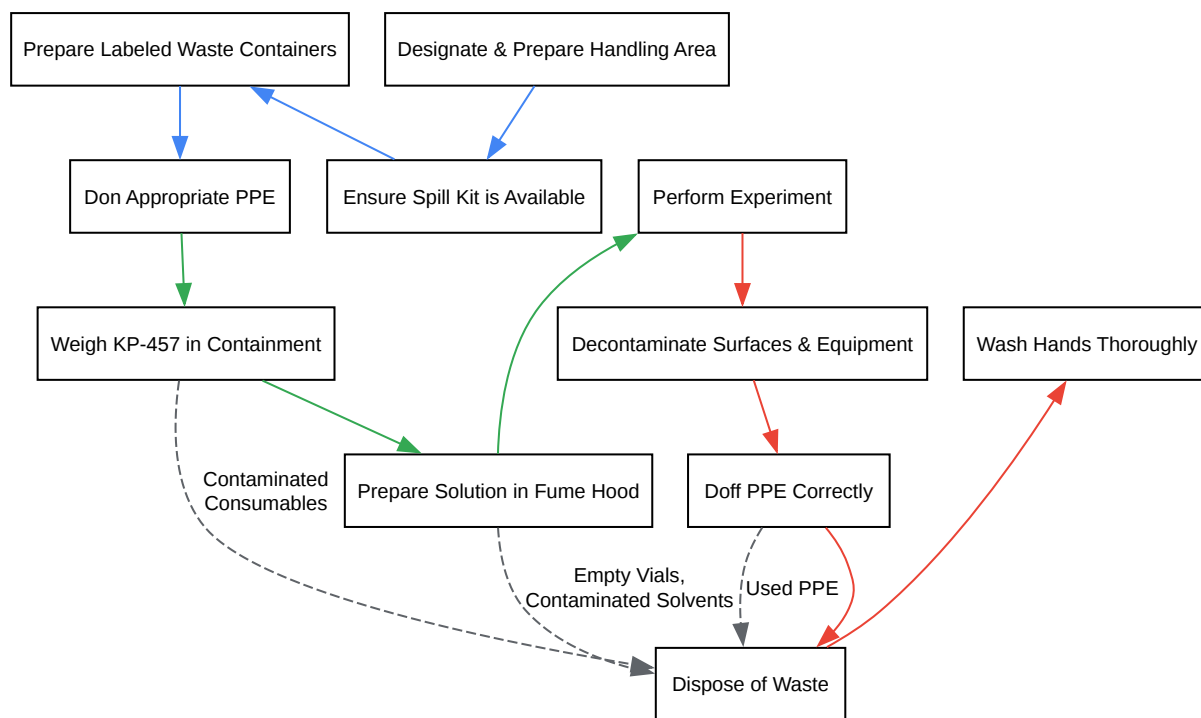 Prepare Labeled Waste Containers
Designate & Prepare Handling Area
Don Appropriate PPE
Ensure Spill Kit is Available
Perform Experiment
Weigh KP-457 in Containment
Decontaminate Surfaces & Equipment
Wash Hands Thoroughly
Contaminated
Consumables
Prepare Solution in Fume Hood
Doff PPE Correctly
Empty Vials,
Contaminated Solvents
Used PPE
Dispose of Waste